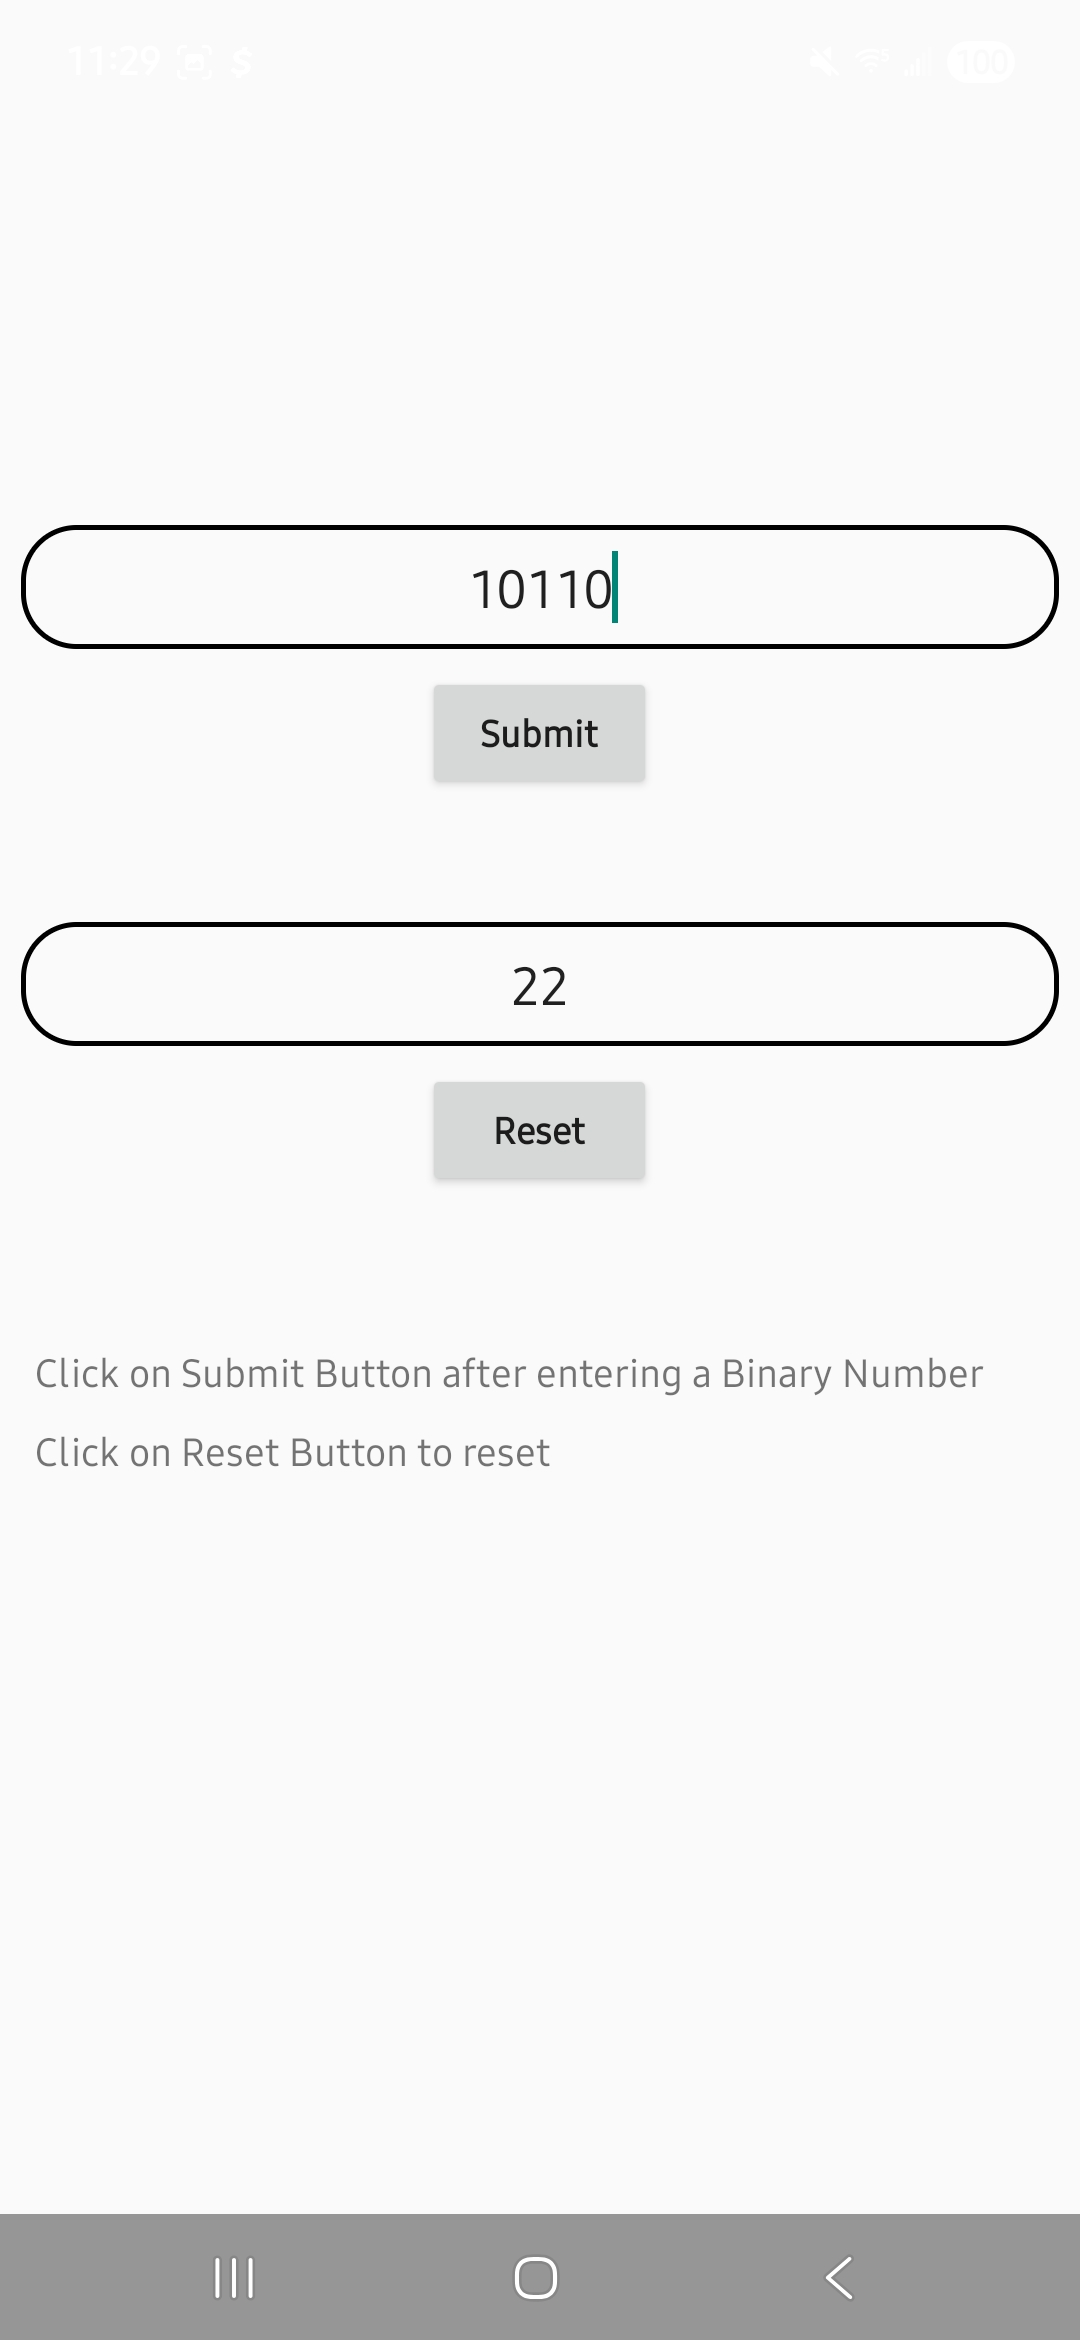 11:29 $ 100
10110
Submit
22
Reset
Click on Submit Button after entering a Binary Number
Click on Reset Button to reset